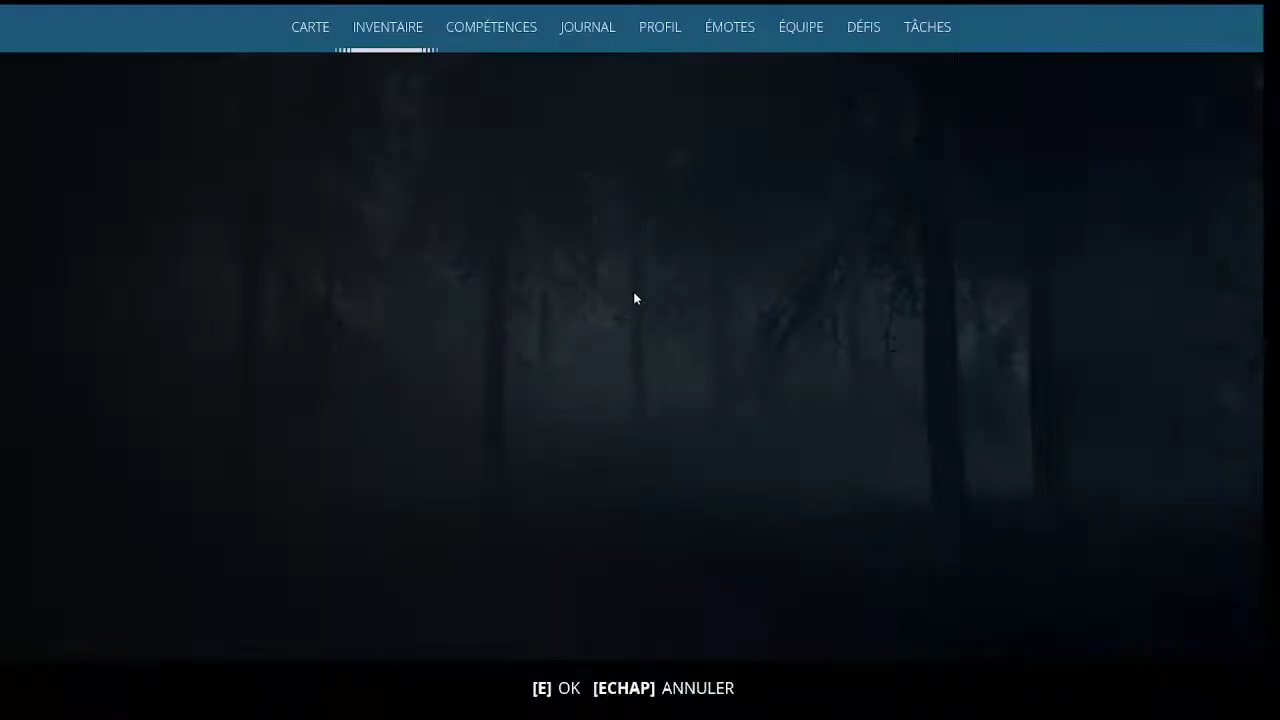 CARTE INVENTAIRE COMPÉTENCES JOURNAL PROFIL ÉMOTES ÉQUIPE DÉFIS TÂCHES
[E] OK [ECHAP] ANNULER